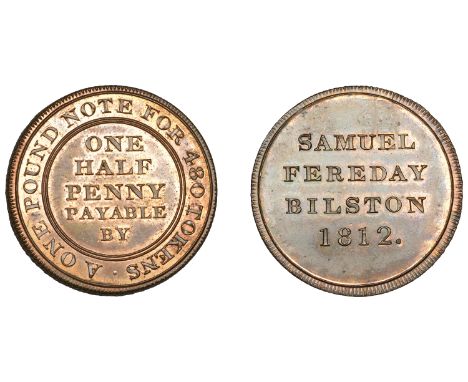 A ONE POUND NOTE FOR 480 TOKENS ·
ONE
HALF
PENNY
PAYABLE
BY
SAMUEL
FEREDAY
BILSTON
1812.